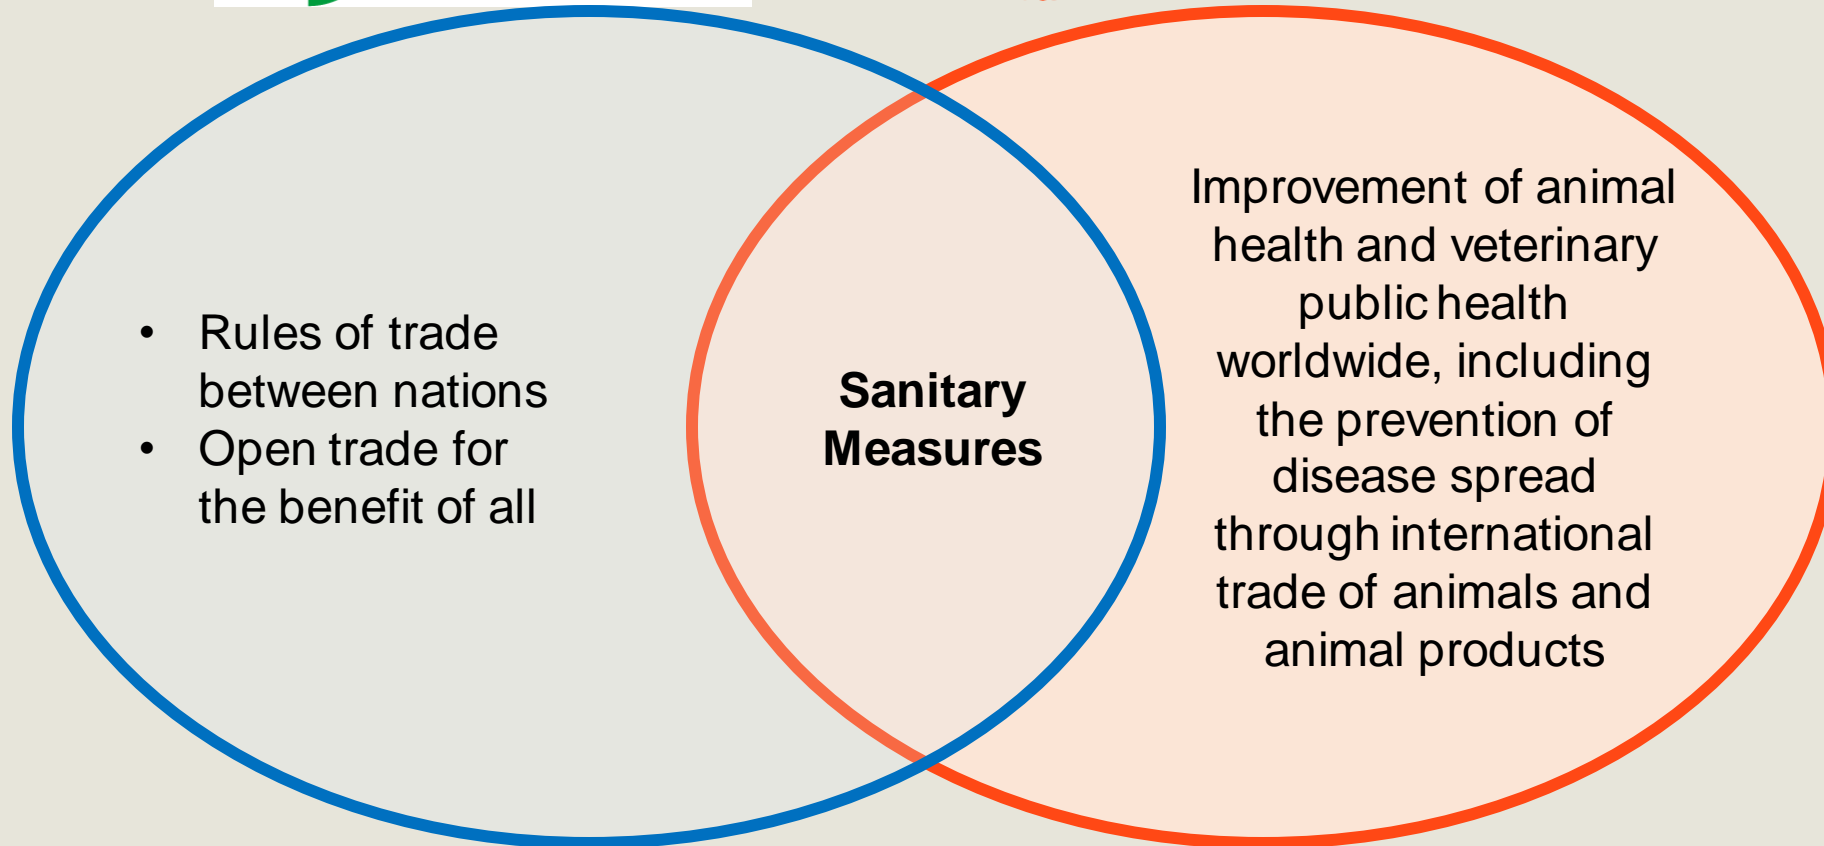 • Rules of trade
between nations
• Open trade for
the benefit of all
Sanitary
Measures
Improvement of animal
health and veterinary
public health
worldwide, including
the prevention of
disease spread
through international
trade of animals and
animal products